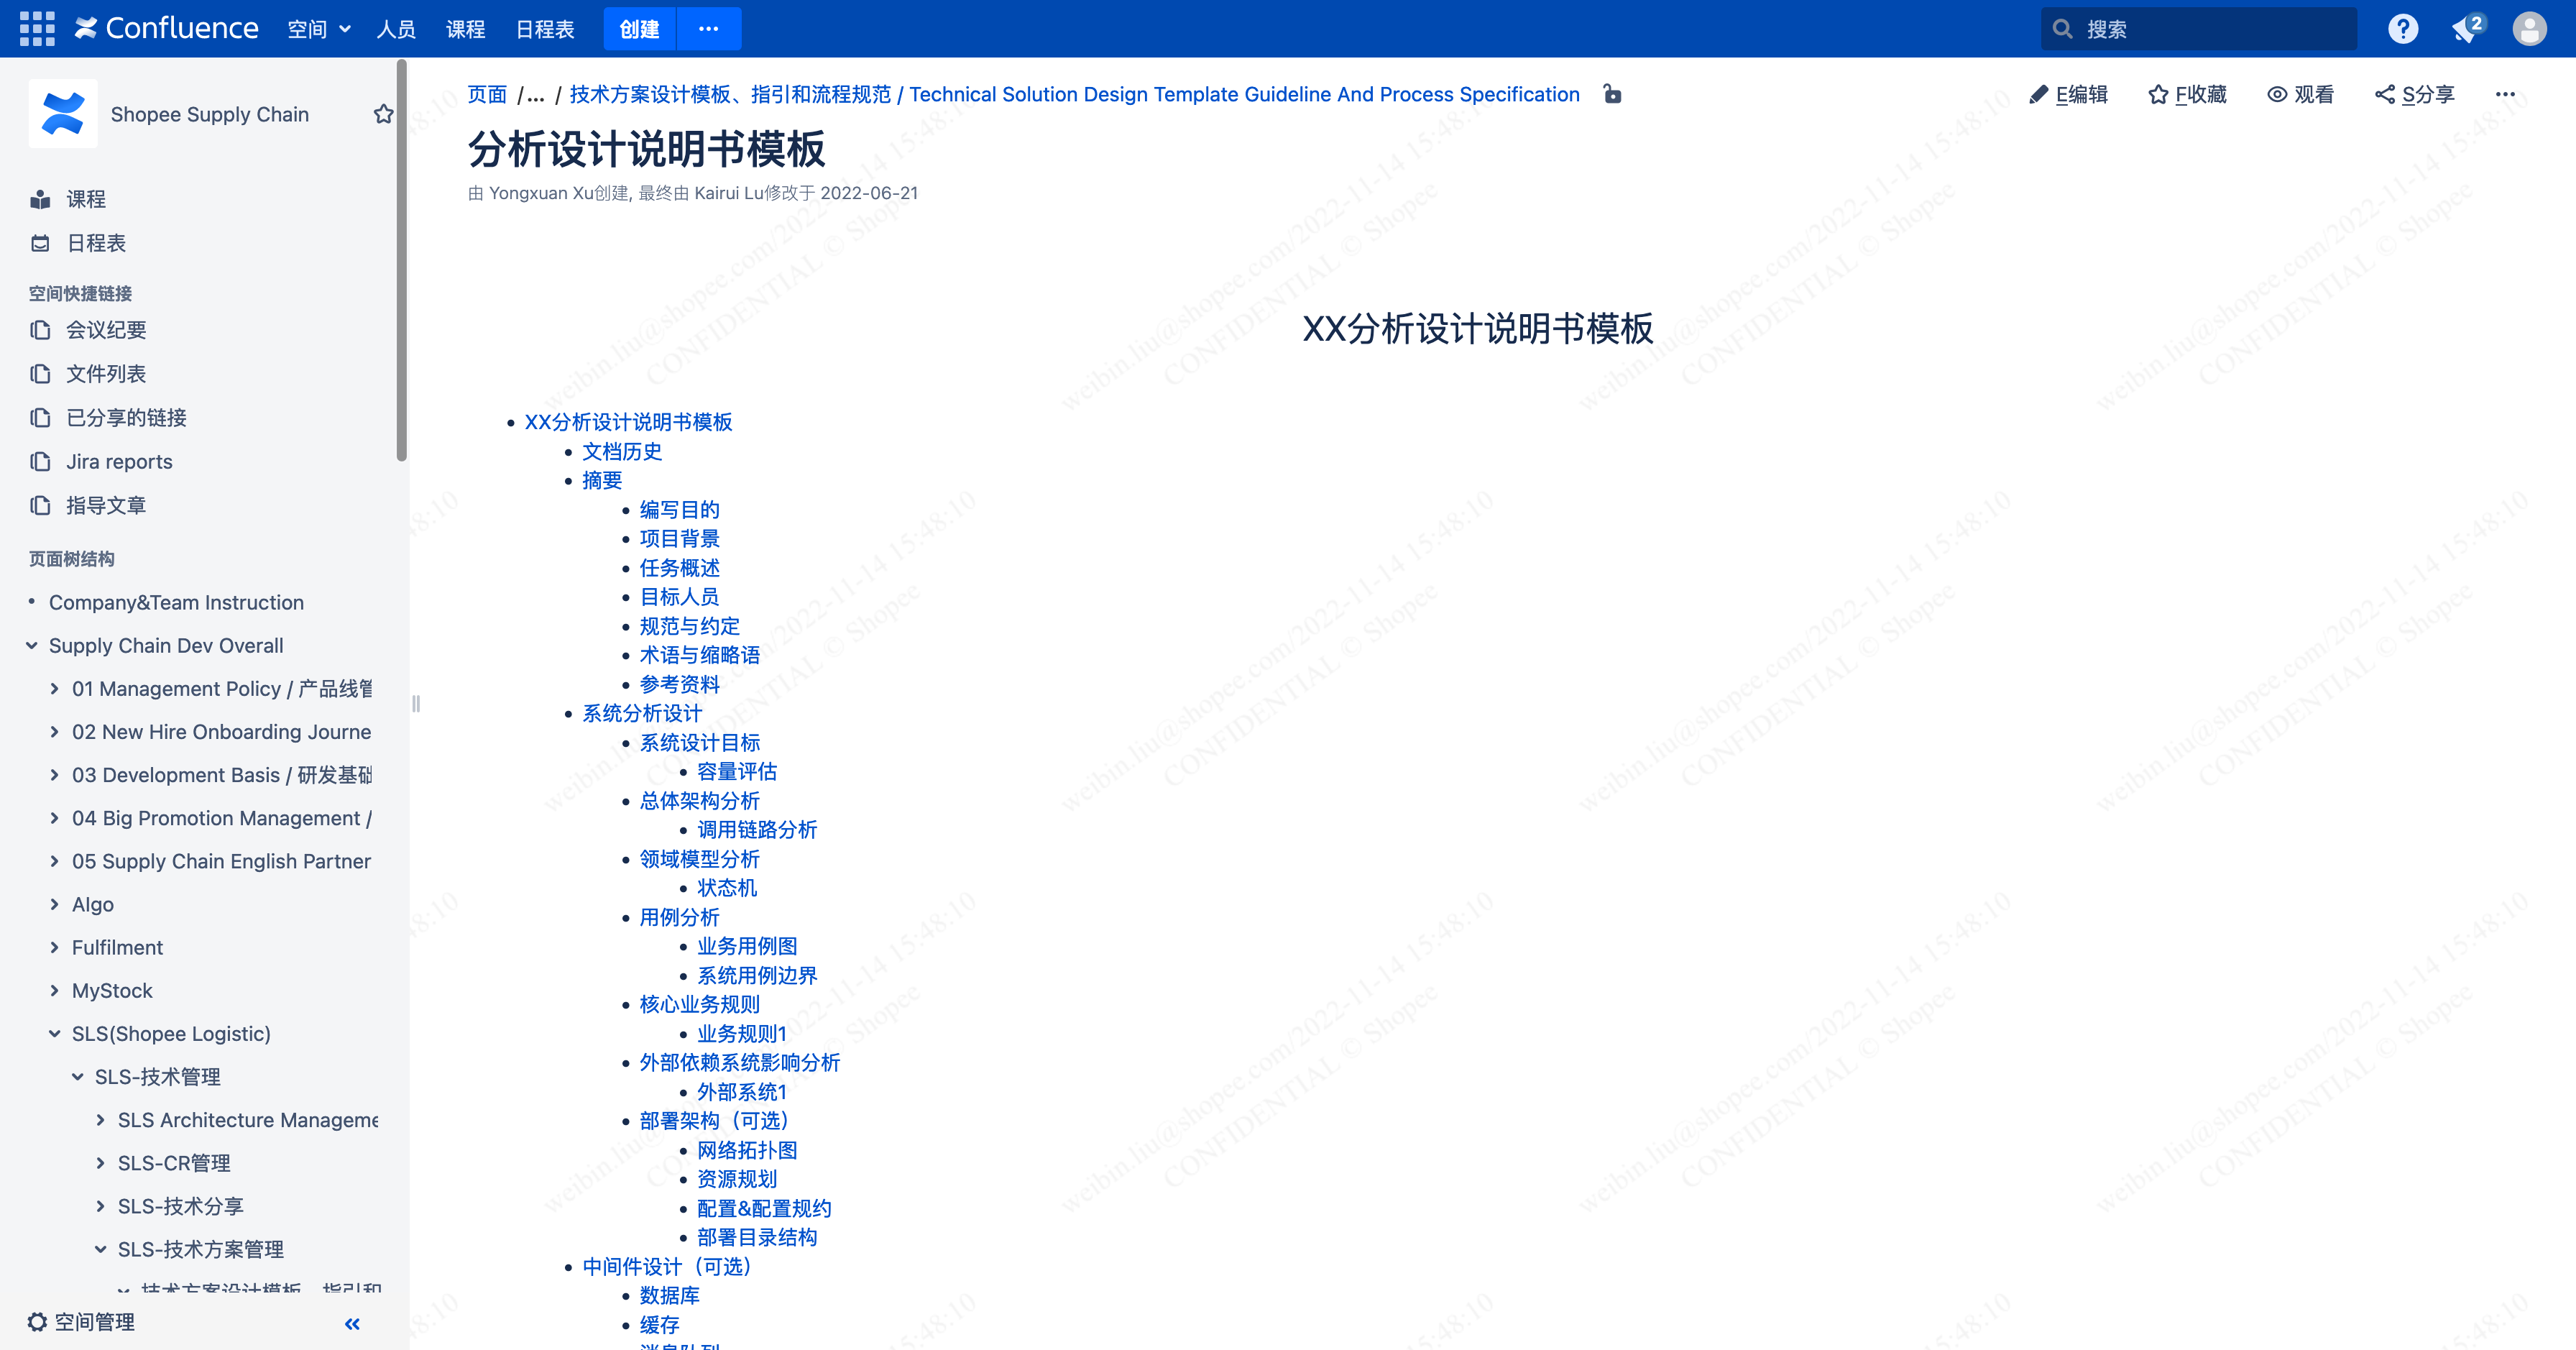 Confluence 空间 人员 课程 日程表 创建 ··· 搜索 2
Shopee Supply Chain
课程
日程表
空间快捷链接
会议纪要
文件列表
已分享的链接
Jira reports
指导文章
页面树结构
Company&Team Instruction
Supply Chain Dev Overall
01 Management Policy / 产品线管
02 New Hire Onboarding Journe
03 Development Basis / 研发基础
04 Big Promotion Management /
05 Supply Chain English Partner
Algo
Fulfilment
MyStock
SLS(Shopee Logistic)
SLS-技术管理
SLS Architecture Manageme
SLS-CR管理
SLS-技术分享
SLS-技术方案管理
技术方案设计模板、指引和
空间管理
页面 /... / 技术方案设计模板、指引和流程规范 / Technical Solution Design Template Guideline And Process Specification
E编辑 F收藏 观看 S分享 ···
分析设计说明书模板
由 Yongxuan Xu创建, 最终由 Kairui Lu修改于 2022-06-21
XX分析设计说明书模板
XX分析设计说明书模板
文档历史
摘要
编写目的
项目背景
任务概述
目标人员
规范与约定
术语与缩略语
参考资料
系统分析设计
系统设计目标
容量评估
总体架构分析
调用链路分析
领域模型分析
状态机
用例分析
业务用例图
系统用例边界
核心业务规则
业务规则1
外部依赖系统影响分析
外部系统1
部署架构（可选）
网络拓扑图
资源规划
配置&配置规约
部署目录结构
中间件设计（可选）
数据库
缓存
消息队列
weibin.liu@shopee.com/2022-11-14 15:48:10
CONFIDENTIAL © Shopee